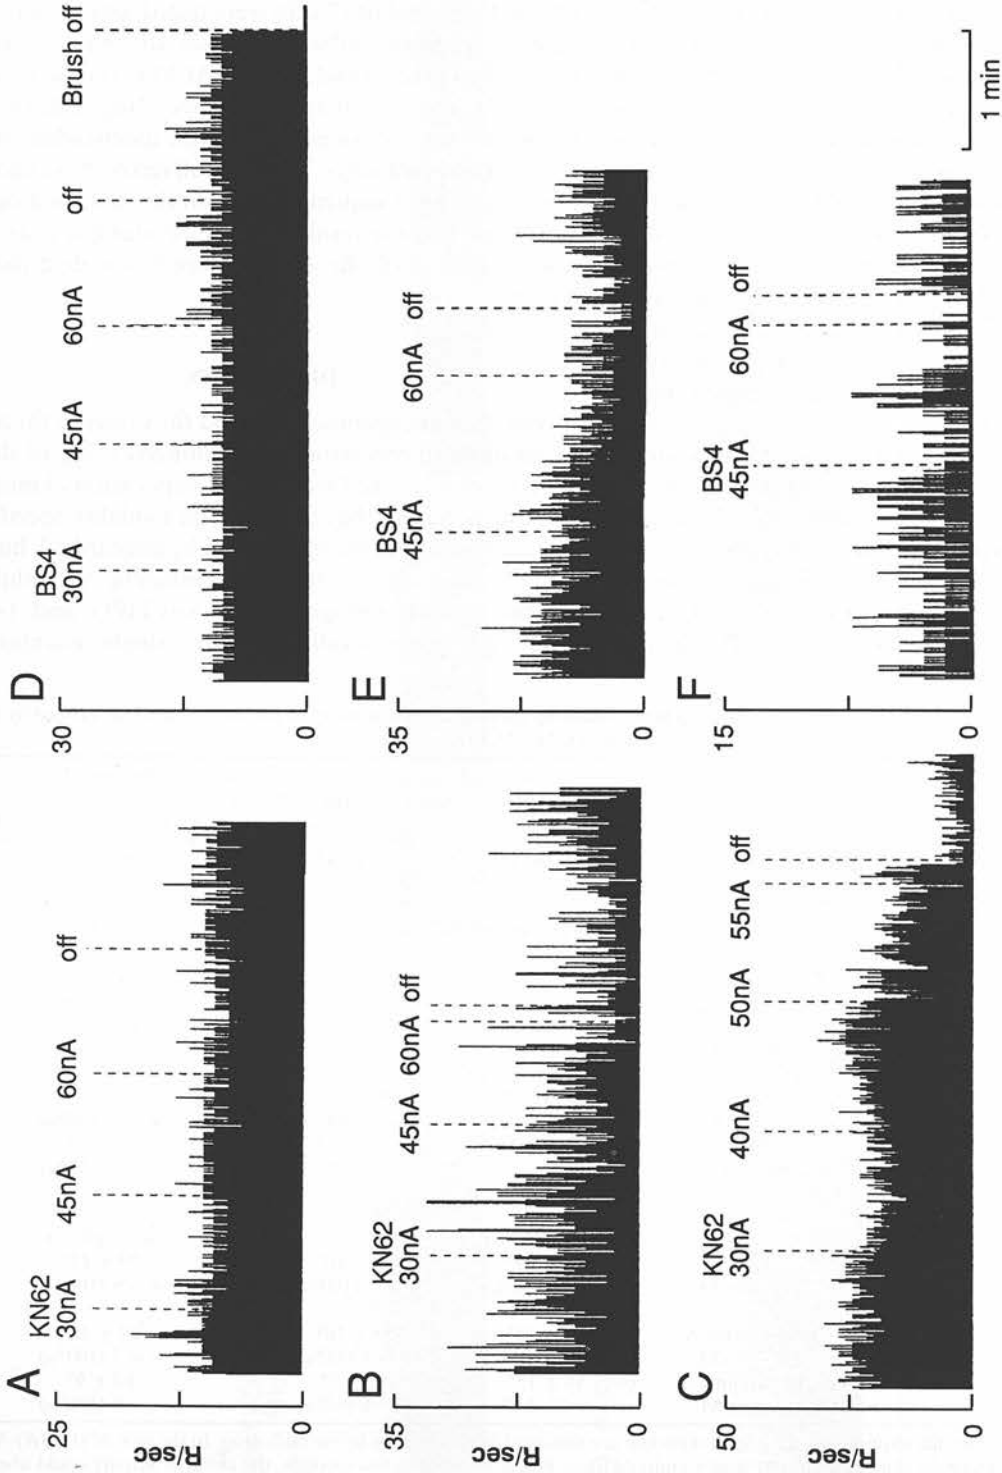 A
KN62
30nA 45nA 60nA off
25
0
F/sec
B
KN62
30nA 45nA 60nA off
35
0
F/sec
C
KN62
30nA 40nA 50nA 55nA off
50
0
F/sec
D
BS4
30nA 45nA 60nA off Brush off
30
0
E
BS4
45nA 60nA off
35
0
F
BS4
45nA 60nA off
15
0
1 min